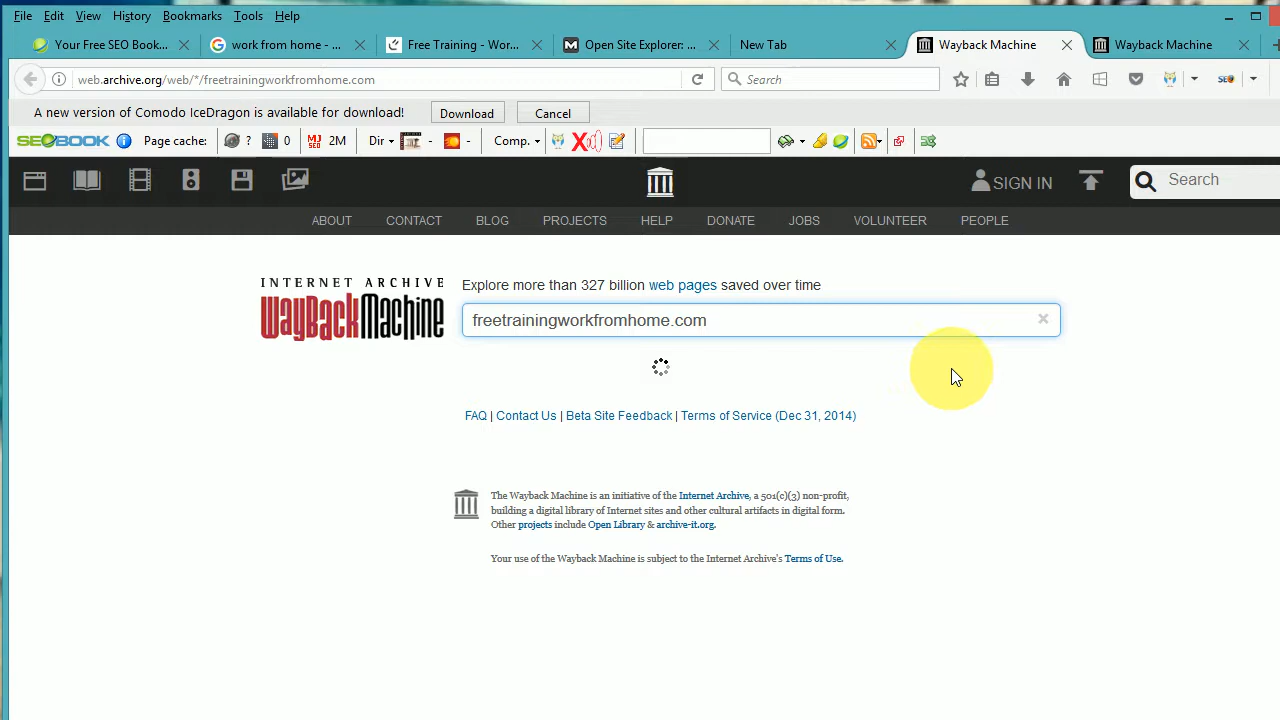 File Edit View History Bookmarks Tools Help
Your Free SEO Book... work from home - ... Free Training - Wor... Open Site Explorer: ... New Tab Wayback Machine Wayback Machine
web.archive.org/web/*/freetrainingworkfromhome.com Search
A new version of Comodo IceDragon is available for download! Download Cancel
SEOBOOK Page cache: ? 0 2M Dir - - Comp.
SIGN IN Search
ABOUT CONTACT BLOG PROJECTS HELP DONATE JOBS VOLUNTEER PEOPLE
INTERNET ARCHIVE Explore more than 327 billion web pages saved over time
WayBackMachine freetrainingworkfromhome.com
FAQ | Contact Us | Beta Site Feedback | Terms of Service (Dec 31, 2014)
The Wayback Machine is an initiative of the Internet Archive, a 501(c)(3) non-profit,
building a digital library of Internet sites and other cultural artifacts in digital form.
Other projects include Open Library & archive-it.org.
Your use of the Wayback Machine is subject to the Internet Archive's Terms of Use.